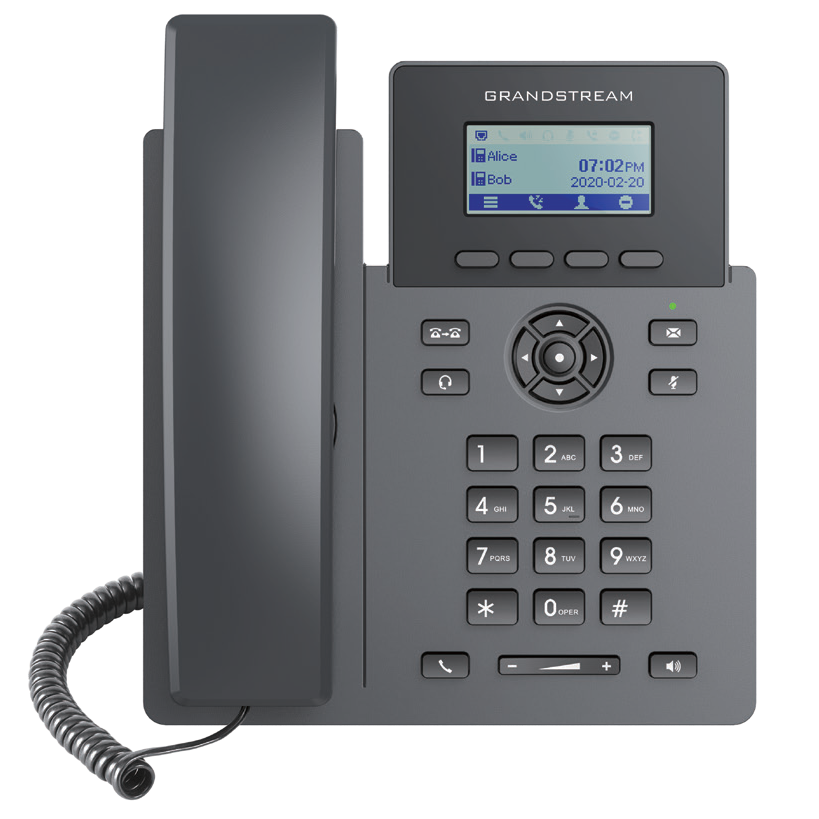 GRANDSTREAM
Alice
07:02PM
Bob
2020-02-20
1
2 ABC
3 DEF
4 GHI
5 JKL
6 MNO
7 PQRS
8 TUV
9 WXYZ
*
0 OPER
#
- +